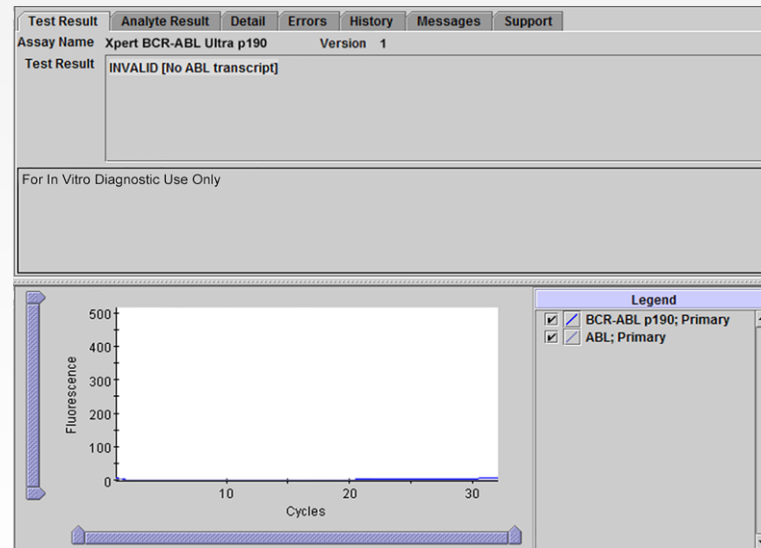 Test Result Analyte Result Detail Errors History Messages Support
Assay Name Xpert BCR-ABL Ultra p190 Version 1
Test Result INVALID [No ABL transcript]
For In Vitro Diagnostic Use Only
Legend
BCR-ABL p190; Primary
ABL; Primary
500
400
300
200
100
0
Fluorescence
10 20 30
Cycles